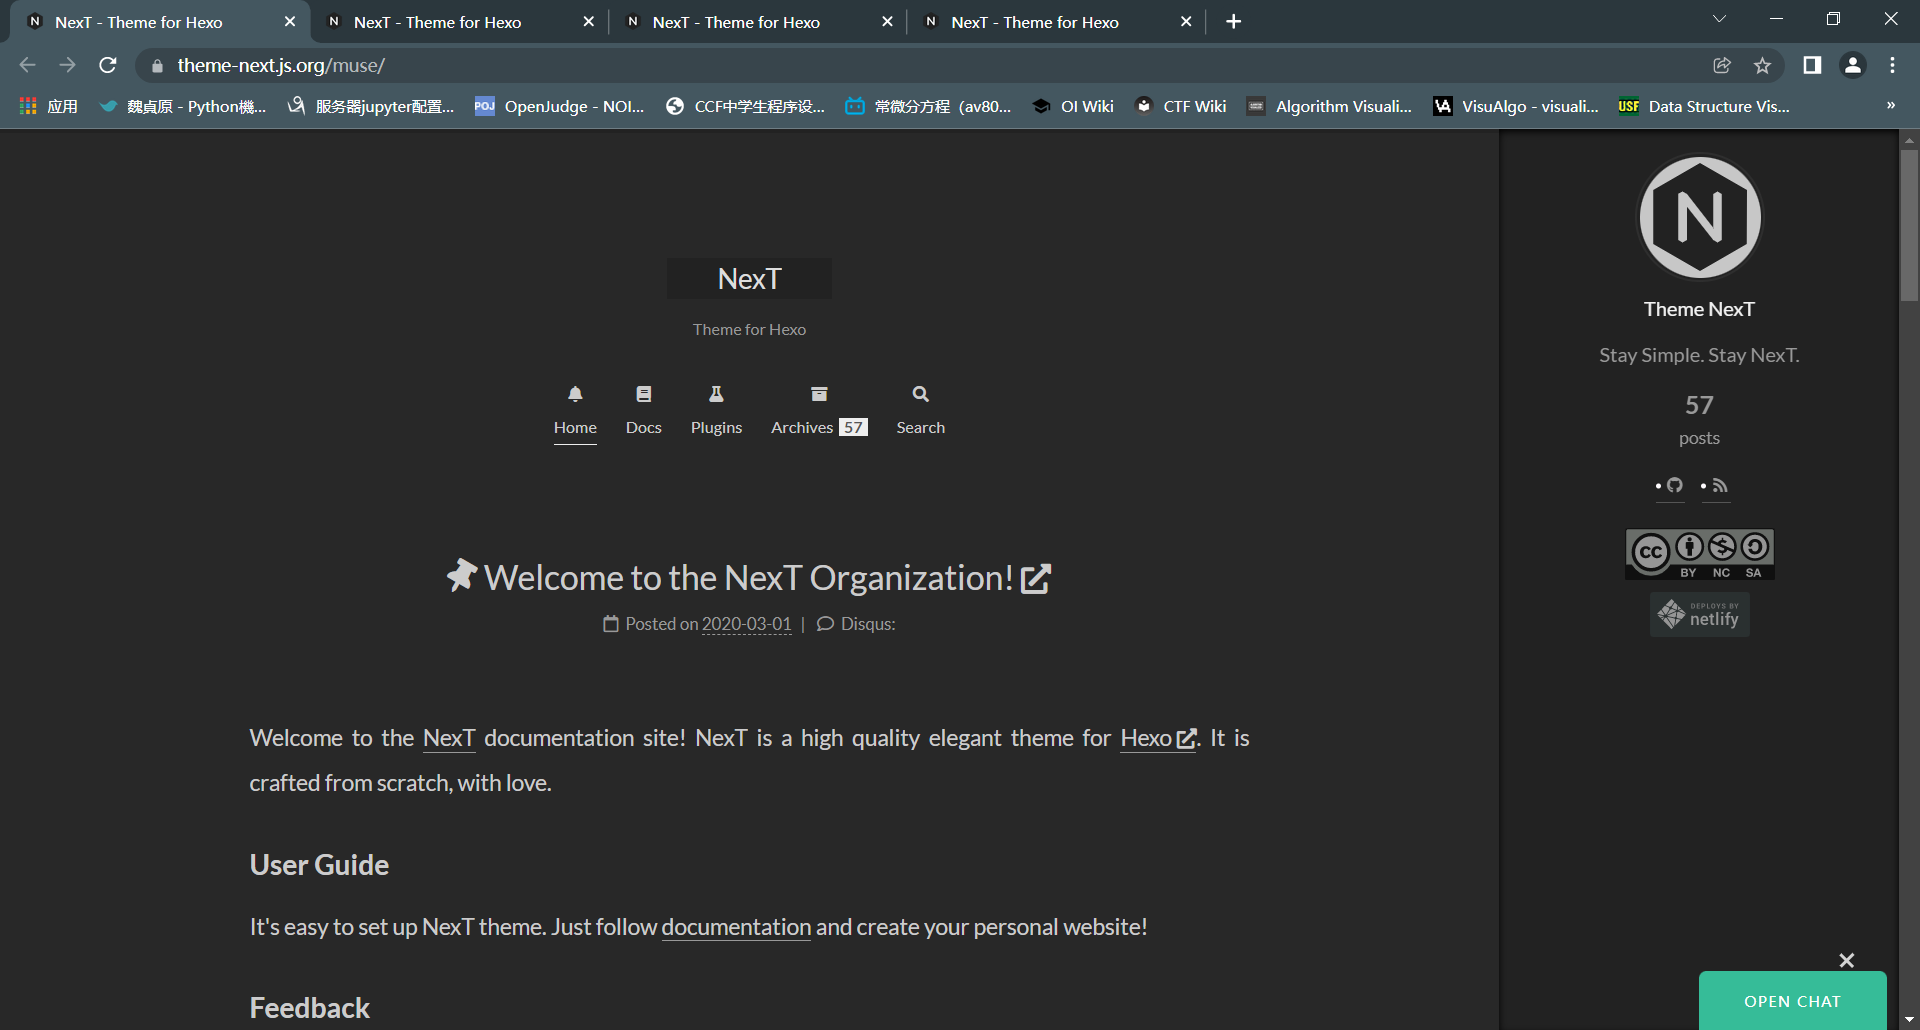 NexT - Theme for Hexo
NexT - Theme for Hexo
NexT - Theme for Hexo
NexT - Theme for Hexo
theme-next.js.org/muse/
应用
魏貞原 - Python機...
服务器jupyter配置...
POJ
OpenJudge - NOI...
CCF中学生程序设...
常微分方程（av80...
OI Wiki
CTF Wiki
Algorithm Visuali...
VisuAlgo - visuali...
USF
Data Structure Vis...
»
NexT
Theme for Hexo
Home
Docs
Plugins
Archives 57
Search
Welcome to the NexT Organization!
Posted on 2020-03-01 | Disqus:
Welcome to the NexT documentation site! NexT is a high quality elegant theme for Hexo. It is
crafted from scratch, with love.
User Guide
It's easy to set up NexT theme. Just follow documentation and create your personal website!
Feedback
N
Theme NexT
Stay Simple. Stay NexT.
57
posts
CC
BY NC SA
DEPLOYS BY
netlify
OPEN CHAT